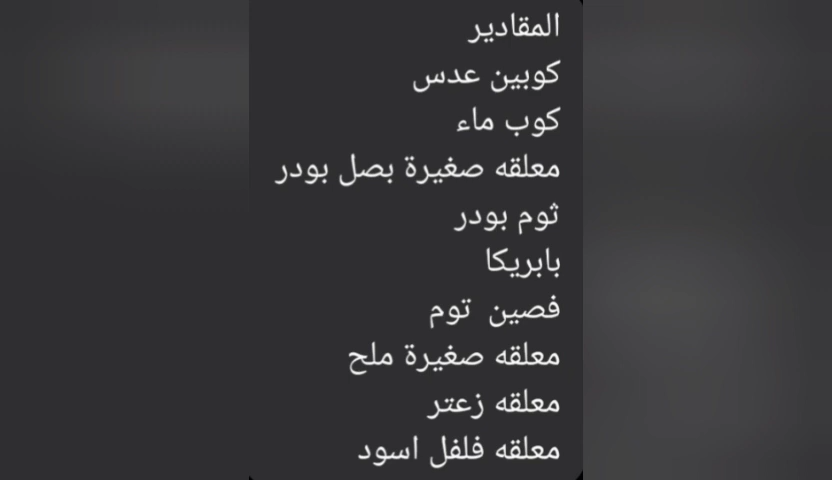 المقادير
كوبين عدس
كوب ماء
معلقه صغيرة بصل بودر
ثوم بودر
بابريكا
فصين توم
معلقه صغيرة ملح
معلقه زعتر
معلقه فلفل اسود